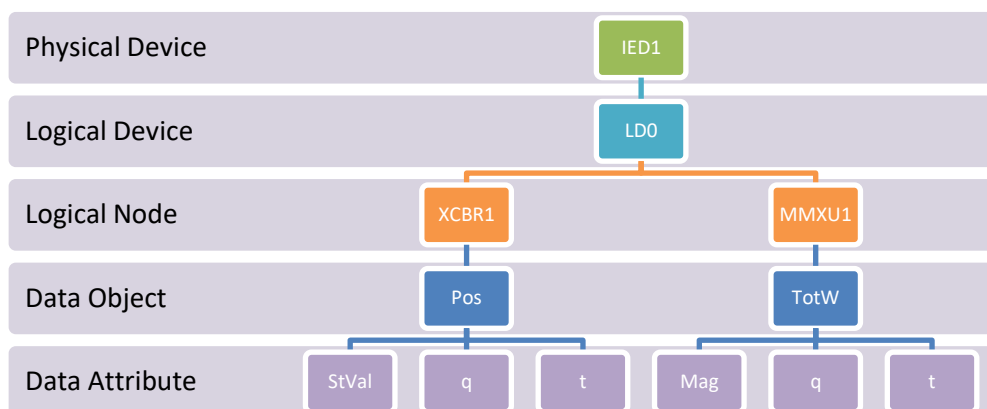 Physical Device
IED1
Logical Device
LD0
Logical Node
XCBR1
MMXU1
Data Object
Pos
TotW
Data Attribute
StVal
q
t
Mag
q
t